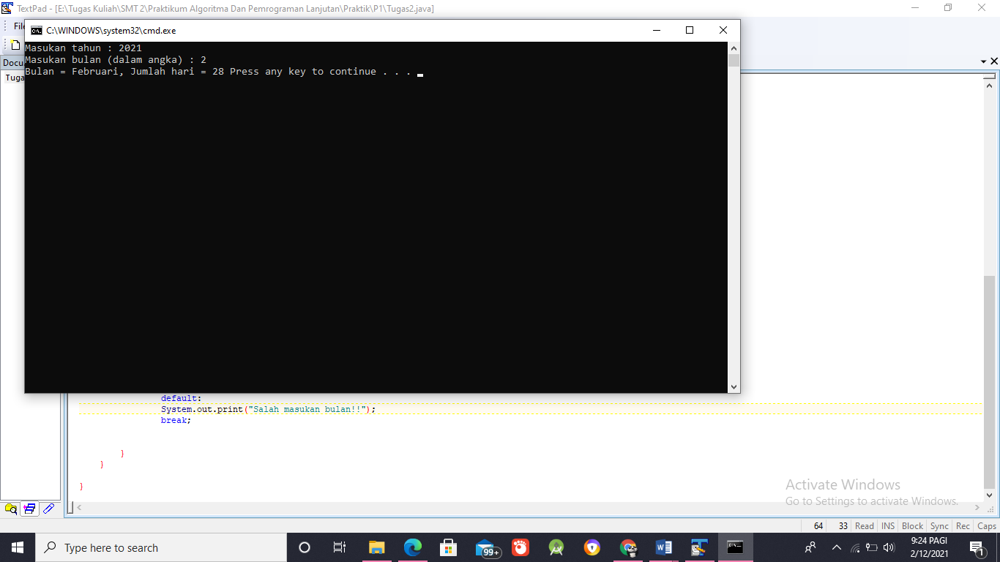 TextPad - [E:\Tugas Kuliah\SMT 2\Praktikum Algoritma Dan Pemrograman Lanjutan\Praktik\P1\Tugas2.java]
File
C:\WINDOWS\system32\cmd.exe
Masukan tahun : 2021
Masukan bulan (dalam angka) : 2
Bulan = Februari, Jumlah hari = 28 Press any key to continue . . .
Docu
Tuga
default:
System.out.print("Salah masukan bulan!!");
break;
}
}
}
Activate Windows
Go to Settings to activate Windows.
64 33 Read INS Block Sync Rec Caps
Type here to search
99+
9:24 PAGI
2/12/2021
1